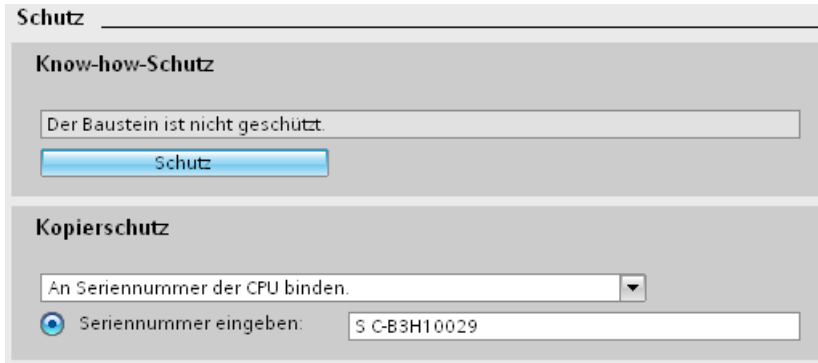 Schutz
Know-how-Schutz
Der Baustein ist nicht geschützt.
Schutz
Kopierschutz
An Seriennummer der CPU binden.
Seriennummer eingeben: S C-B3H10029